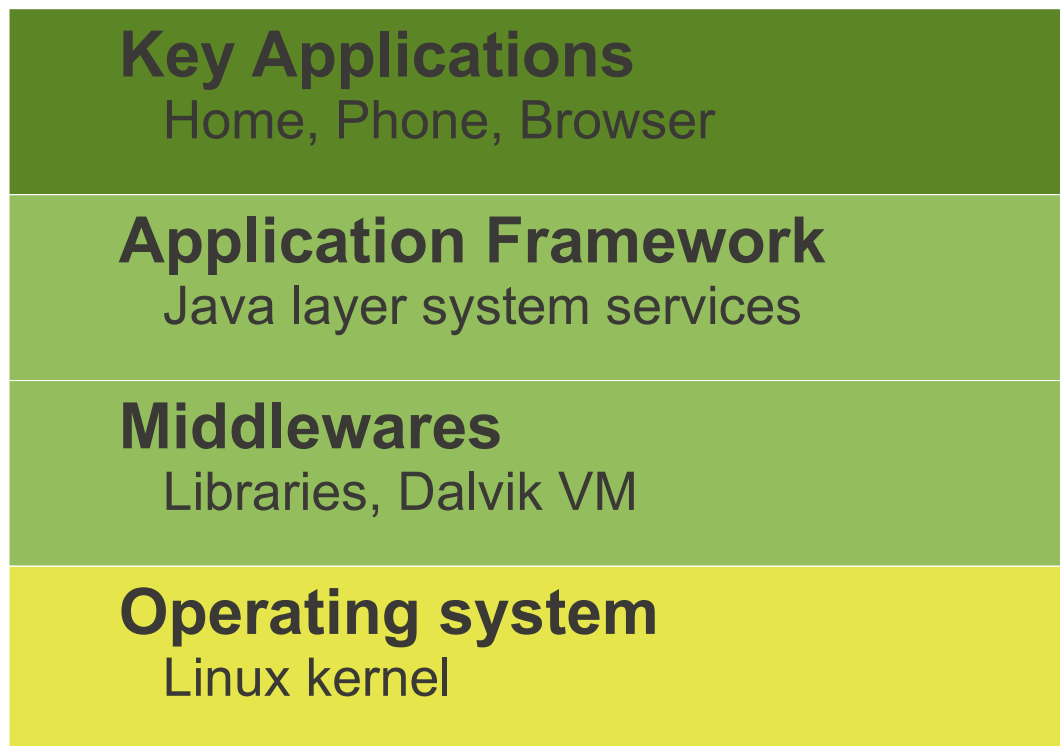 Key Applications
Home, Phone, Browser
Application Framework
Java layer system services
Middlewares
Libraries, Dalvik VM
Operating system
Linux kernel